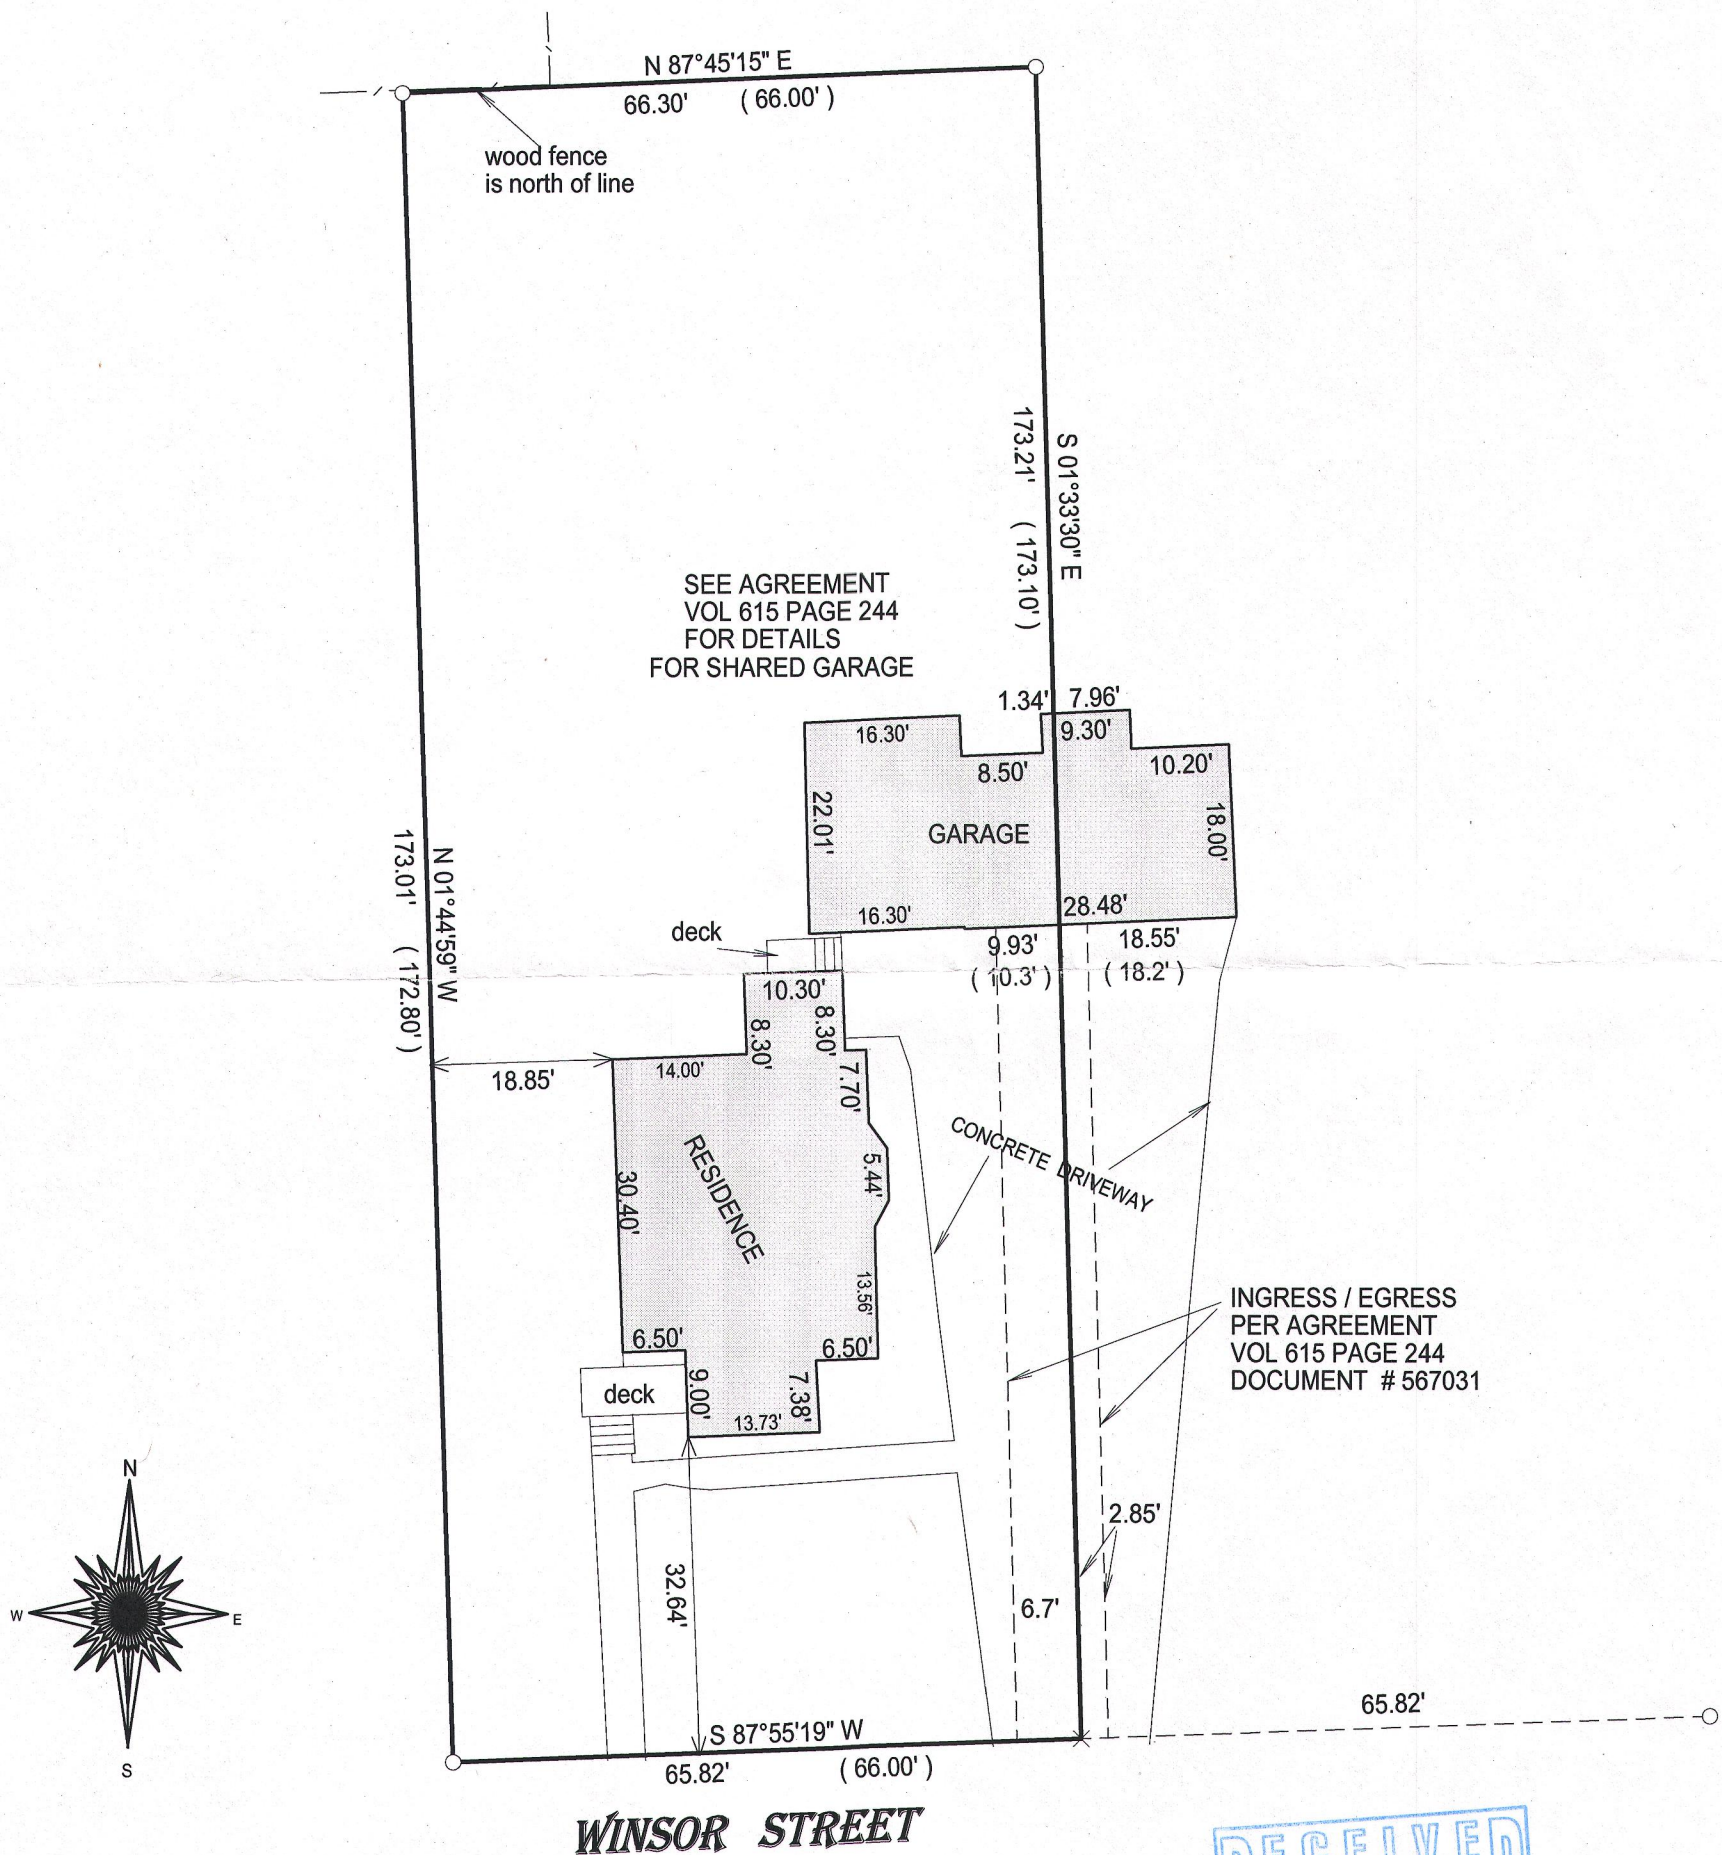 N 87°45'15" E
66.30' ( 66.00' )
wood fence
is north of line
173.21' ( 173.10' )
S 01°33'30" E
SEE AGREEMENT
VOL 615 PAGE 244
FOR DETAILS
FOR SHARED GARAGE
1.34' 7.96'
16.30'
9.30'
8.50'
10.20'
22.01'
GARAGE
18.00'
16.30'
28.48'
deck
9.93'
18.55'
( 10.3' )
( 18.2' )
173.01' ( 172.80' )
N 01°44'59" W
10.30'
8.30'
8.30'
14.00'
7.70'
18.85'
CONCRETE DRIVEWAY
RESIDENCE
5.44'
30.40'
13.56'
INGRESS / EGRESS
PER AGREEMENT
VOL 615 PAGE 244
DOCUMENT # 567031
6.50'
6.50'
deck
9.00'
7.38'
13.73'
N
W
E
S
2.85'
32.64'
6.7'
65.82'
S 87°55'19" W
65.82' ( 66.00' )
WINSOR STREET
RECEIVED